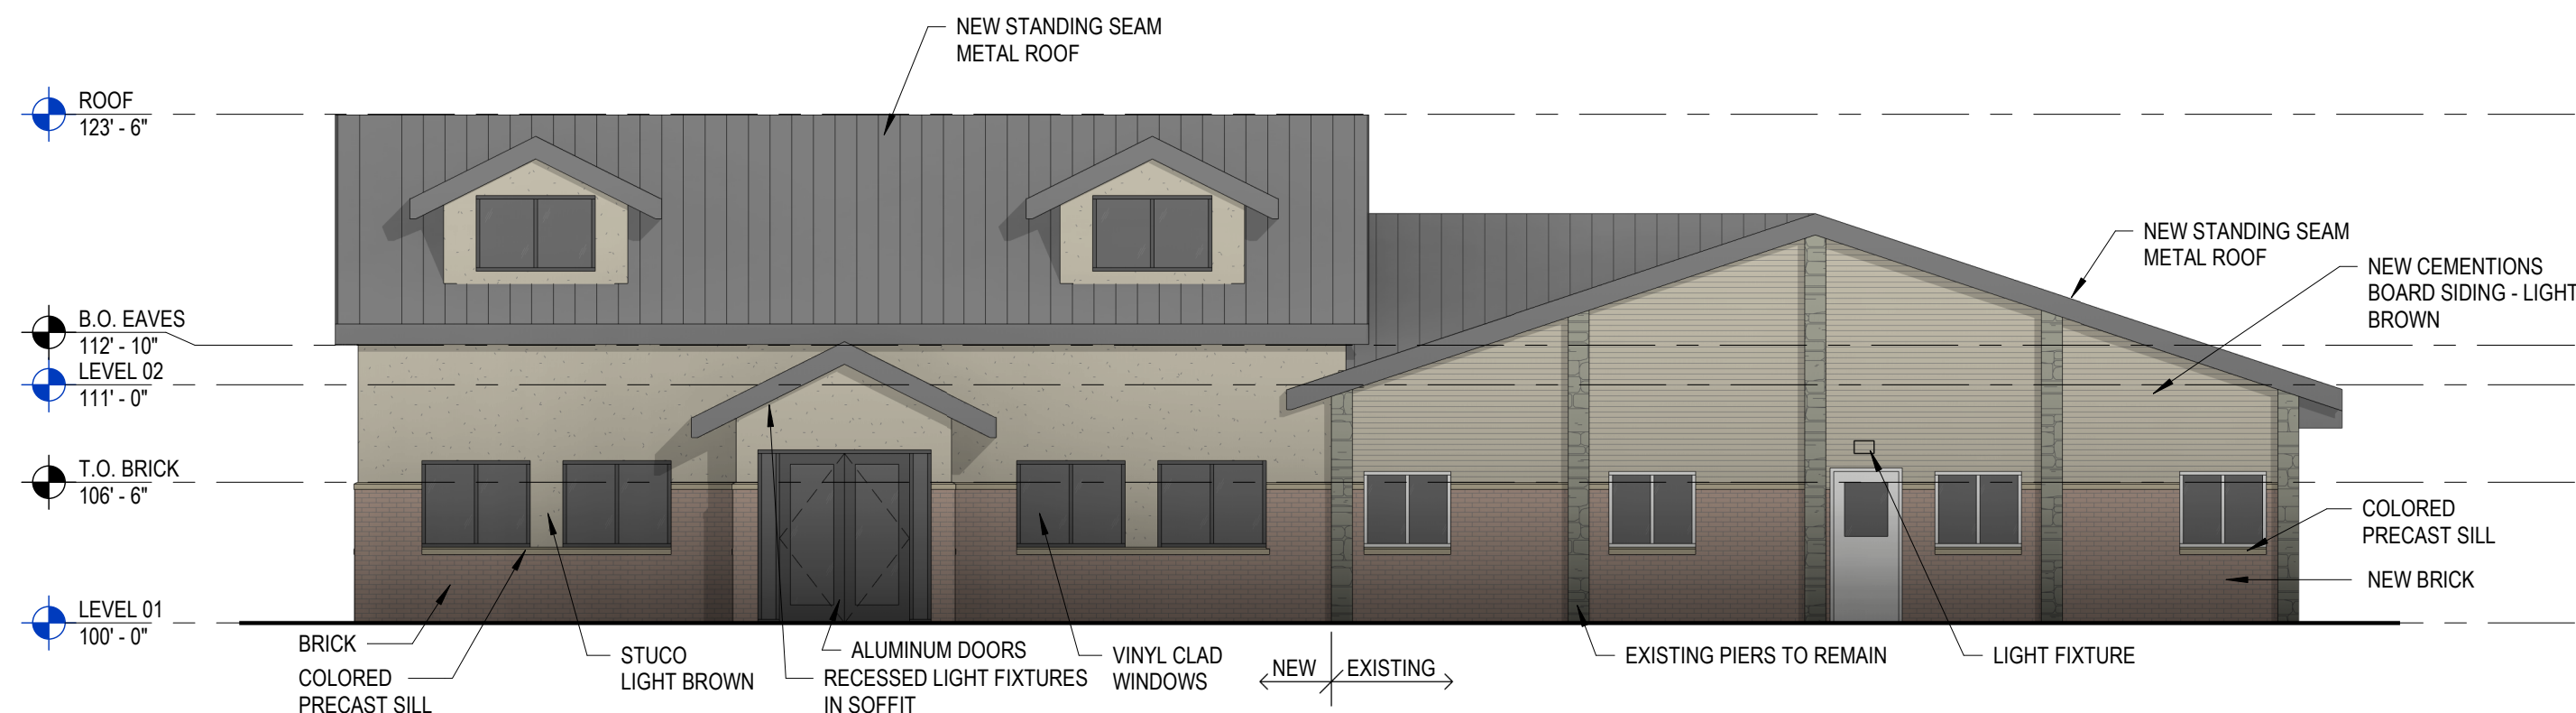 NEW STANDING SEAM
METAL ROOF
ROOF
123' - 6"
B.O. EAVES
112' - 10"
LEVEL 02
111' - 0"
T.O. BRICK
106' - 6"
LEVEL 01
100' - 0"
NEW STANDING SEAM
METAL ROOF
NEW CEMENTIONS
BOARD SIDING - LIGHT
BROWN
COLORED
PRECAST SILL
NEW BRICK
BRICK
COLORED
PRECAST SILL
STUCO
LIGHT BROWN
ALUMINUM DOORS
RECESSED LIGHT FIXTURES
IN SOFFIT
VINYL CLAD
WINDOWS
NEW
EXISTING
EXISTING PIERS TO REMAIN
LIGHT FIXTURE